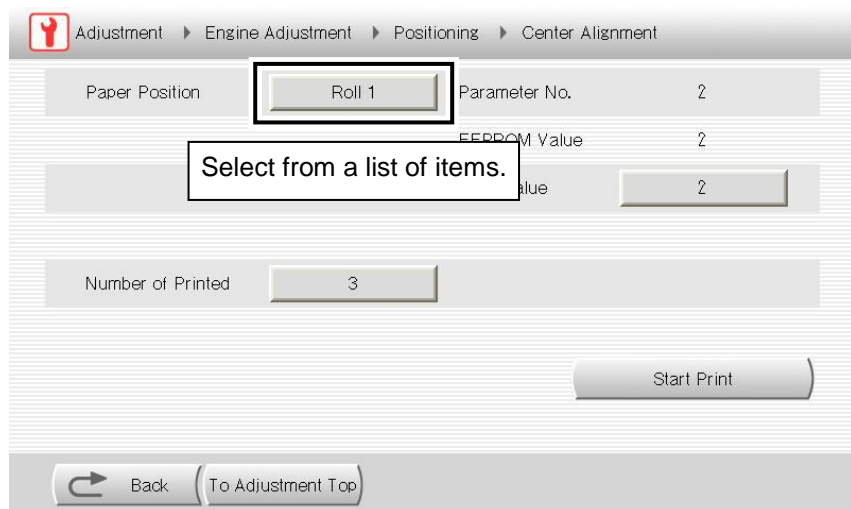 Adjustment Engine Adjustment Positioning Center Alignment
Paper Position Roll 1 Parameter No. 2
EEPROM Value 2
Select from a list of items.
alue 2
Number of Printed 3
Start Print
Back To Adjustment Top